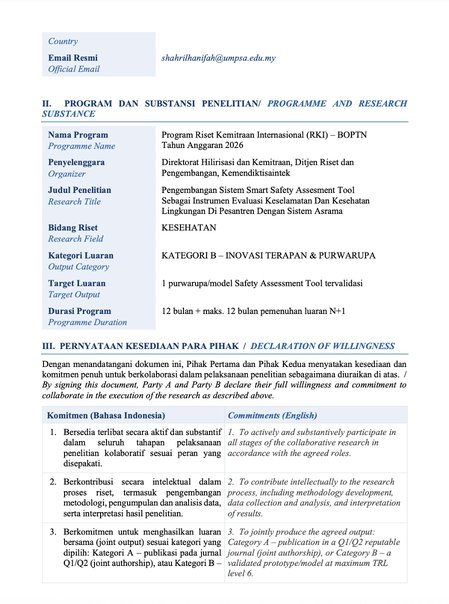 Country
Email Resmi
Official Email
shahrilhanifah@umpsa.edu.my
II. PROGRAM DAN SUBSTANSI PENELITIAN/ PROGRAMME AND RESEARCH
SUBSTANCE
Nama Program
Programme Name
Program Riset Kemitraan Internasional (RKI) – BOPTN
Tahun Anggaran 2026
Penyelenggara
Organizer
Direktorat Hilirisasi dan Kemitraan, Ditjen Riset dan
Pengembangan, Kemendiktisaintek
Judul Penelitian
Research Title
Pengembangan Sistem Smart Safety Assesment Tool
Sebagai Instrumen Evaluasi Keselamatan Dan Kesehatan
Lingkungan Di Pesantren Dengan Sistem Asrama
Bidang Riset
Research Field
KESEHATAN
Kategori Luaran
Output Category
KATEGORI B – INOVASI TERAPAN & PURWARUPA
Target Luaran
Target Output
1 purwarupa/model Safety Assessment Tool tervalidasi
Durasi Program
Programme Duration
12 bulan + maks. 12 bulan pemenuhan luaran N+1
III. PERNYATAAN KESEDIAAN PARA PIHAK / DECLARATION OF WILLINGNESS
Dengan menandatangani dokumen ini, Pihak Pertama dan Pihak Kedua menyatakan kesediaan dan
komitmen penuh untuk berkolaborasi dalam pelaksanaan penelitian sebagaimana diuraikan di atas. /
By signing this document, Party A and Party B declare their full willingness and commitment to
collaborate in the execution of the research as described above.
Komitmen (Bahasa Indonesia)
Commitments (English)
1. Bersedia terlibat secara aktif dan substantif
dalam seluruh tahapan pelaksanaan
penelitian kolaboratif sesuai peran yang
disepakati.
1. To actively and substantively participate in
all stages of the collaborative research in
accordance with the agreed roles.
2. Berkontribusi secara intelektual dalam
proses riset, termasuk pengembangan
metodologi, pengumpulan dan analisis data,
serta interpretasi hasil penelitian.
2. To contribute intellectually to the research
process, including methodology development,
data collection and analysis, and interpretation
of results.
3. Berkomitmen untuk menghasilkan luaran
bersama (joint output) sesuai kategori yang
dipilih: Kategori A – publikasi pada jurnal
Q1/Q2 (joint authorship), atau Kategori B –
3. To jointly produce the agreed output:
Category A – publication in a Q1/Q2 reputable
journal (joint authorship), or Category B – a
validated prototype/model at maximum TRL
level 6.